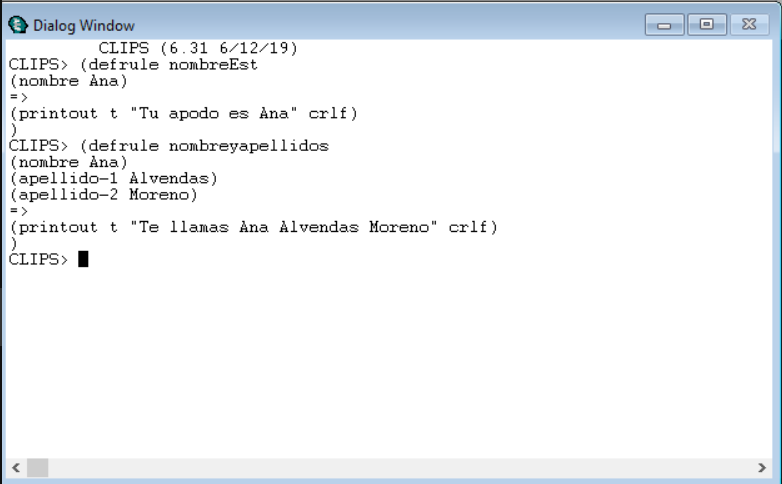 Dialog Window
CLIPS (6.31 6/12/19)
CLIPS> (defrule nombreEst
(nombre Ana)
=>
(printout t "Tu apodo es Ana" crlf)
)
CLIPS> (defrule nombreyapellidos
(nombre Ana)
(apellido-1 Alvendas)
(apellido-2 Moreno)
=>
(printout t "Te llamas Ana Alvendas Moreno" crlf)
)
CLIPS>